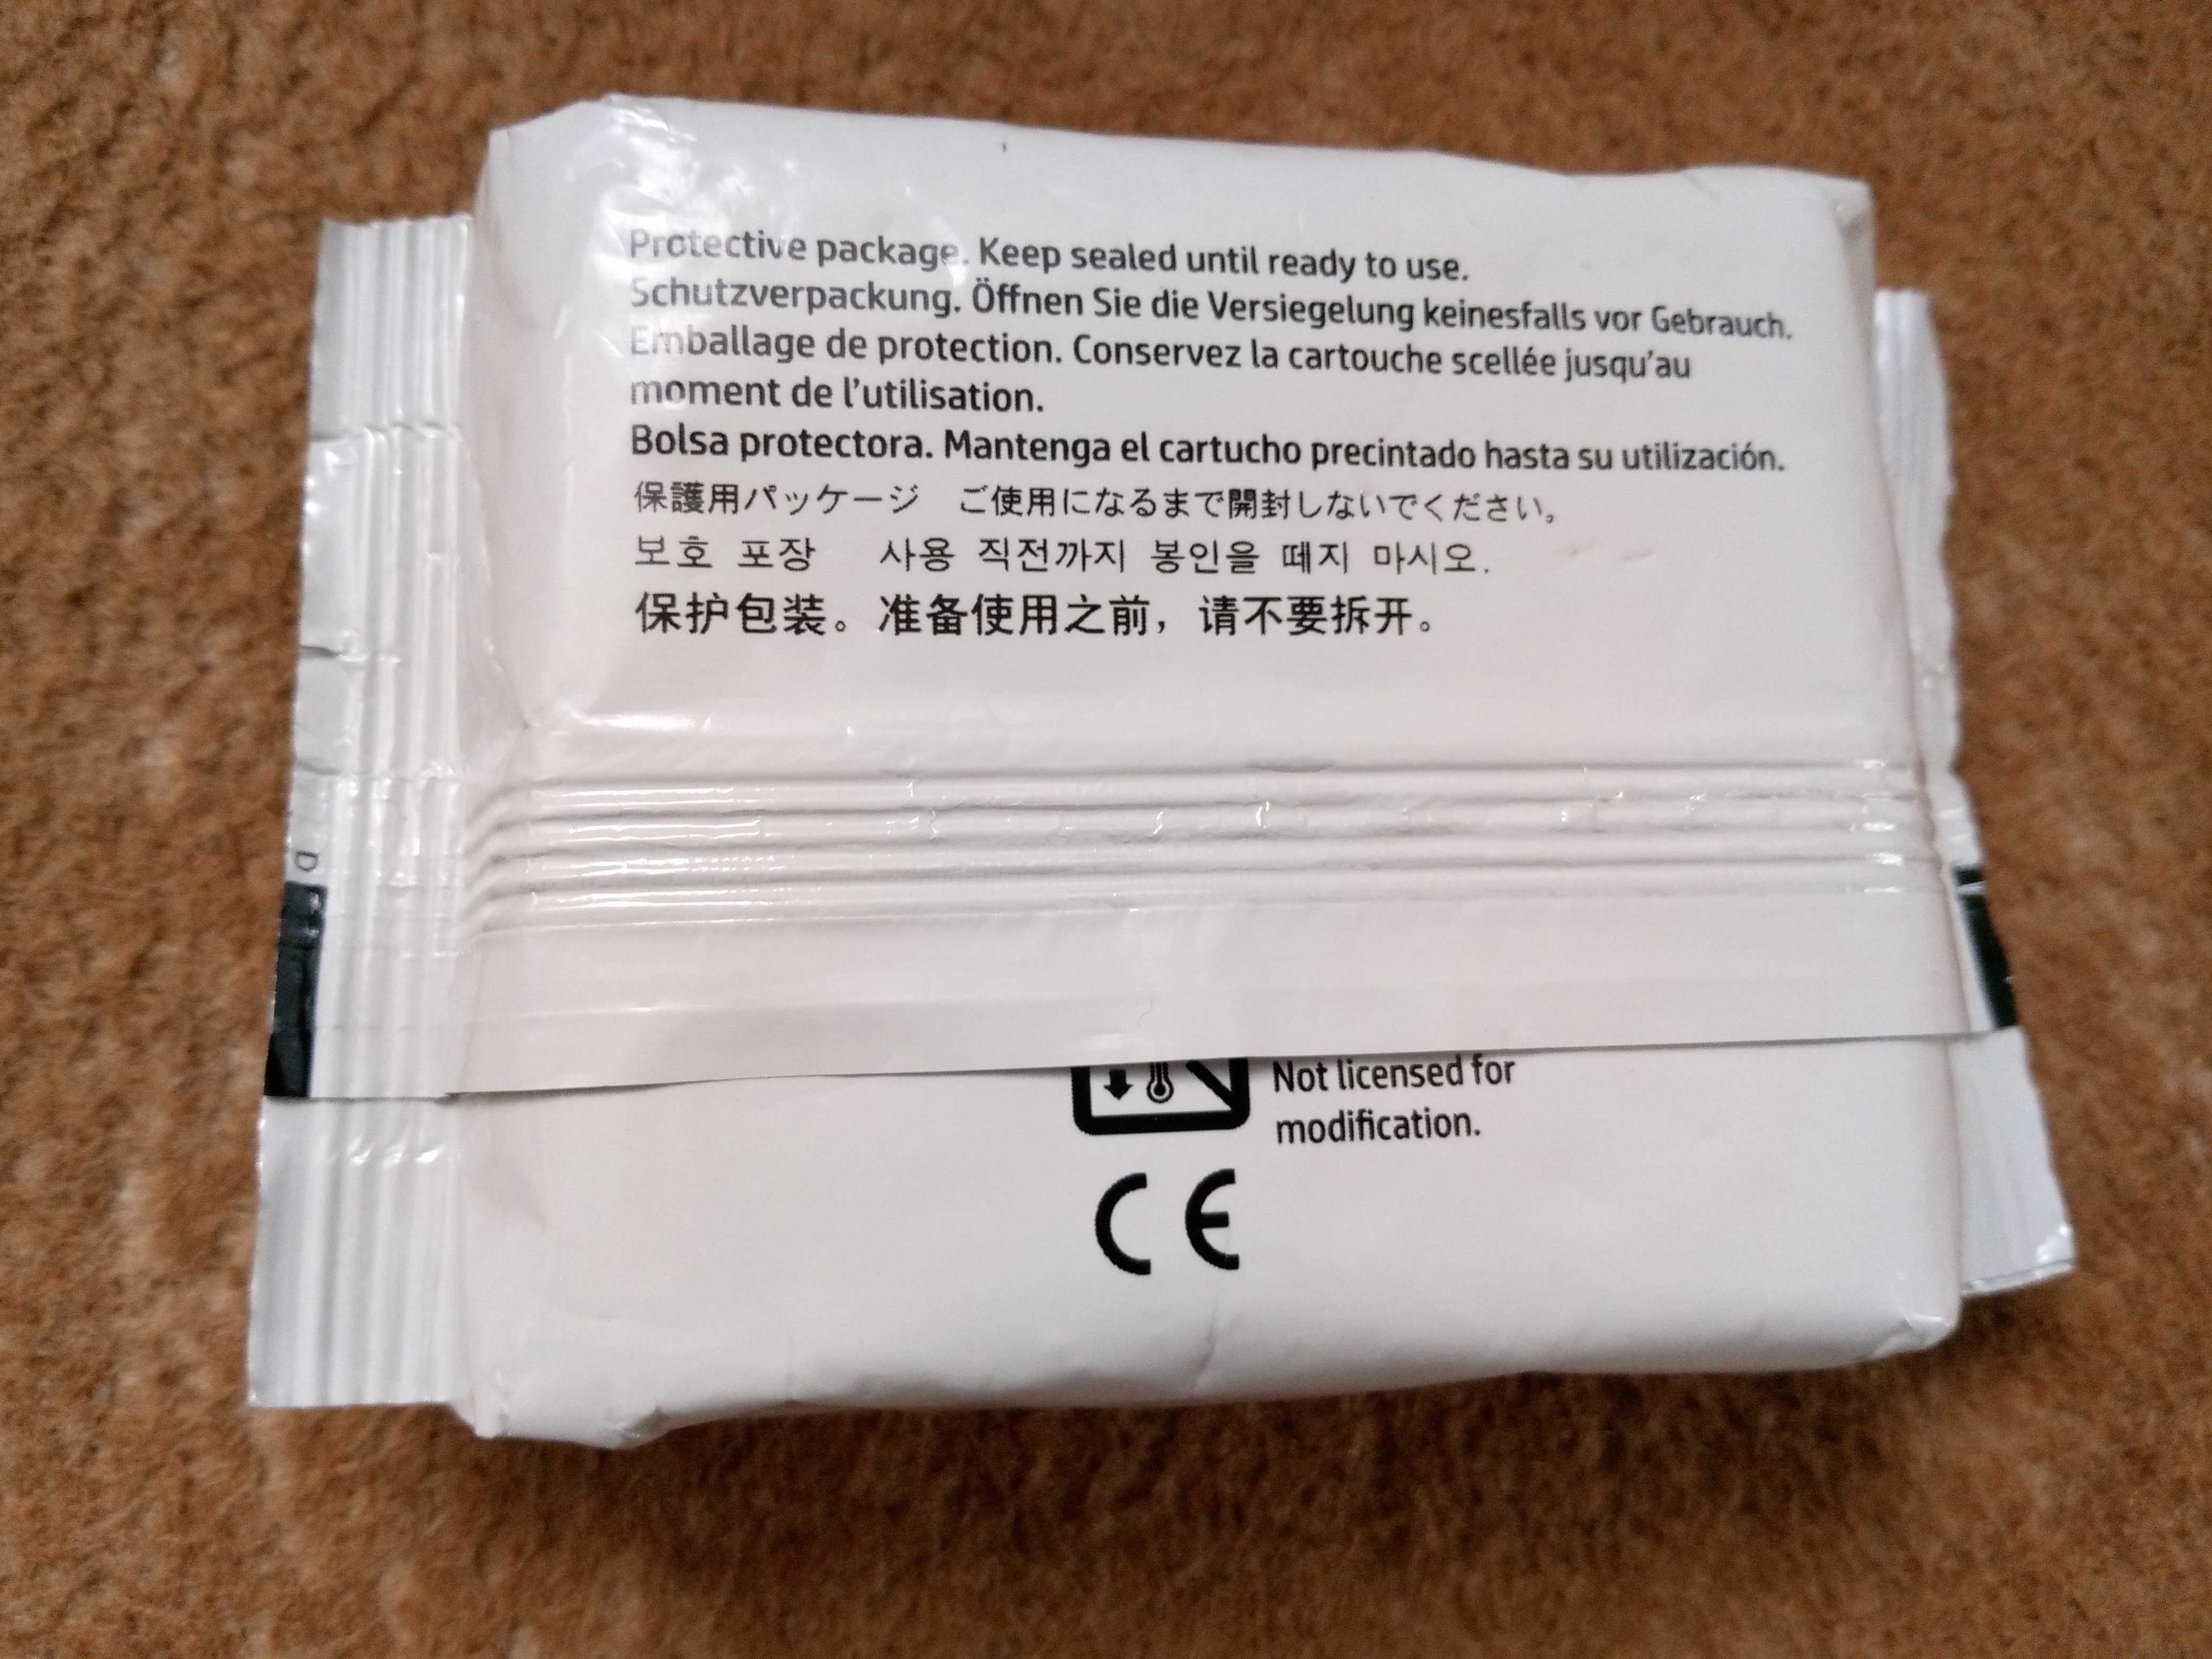 Protective package. Keep sealed until ready to use.
Schutzverpackung. Öffnen Sie die Versiegelung keinesfalls vor Gebrauch.
Emballage de protection. Conservez la cartouche scellée jusqu'au
moment de l'utilisation.
Bolsa protectora. Mantenga el cartucho precintado hasta su utilización.
保護用パッケージ　ご使用になるまで開封しないでください。
보호 포장 사용 직전까지 봉인을 떼지 마시오.
保护包装。准备使用之前，请不要拆开。
Not licensed for
modification.
CE